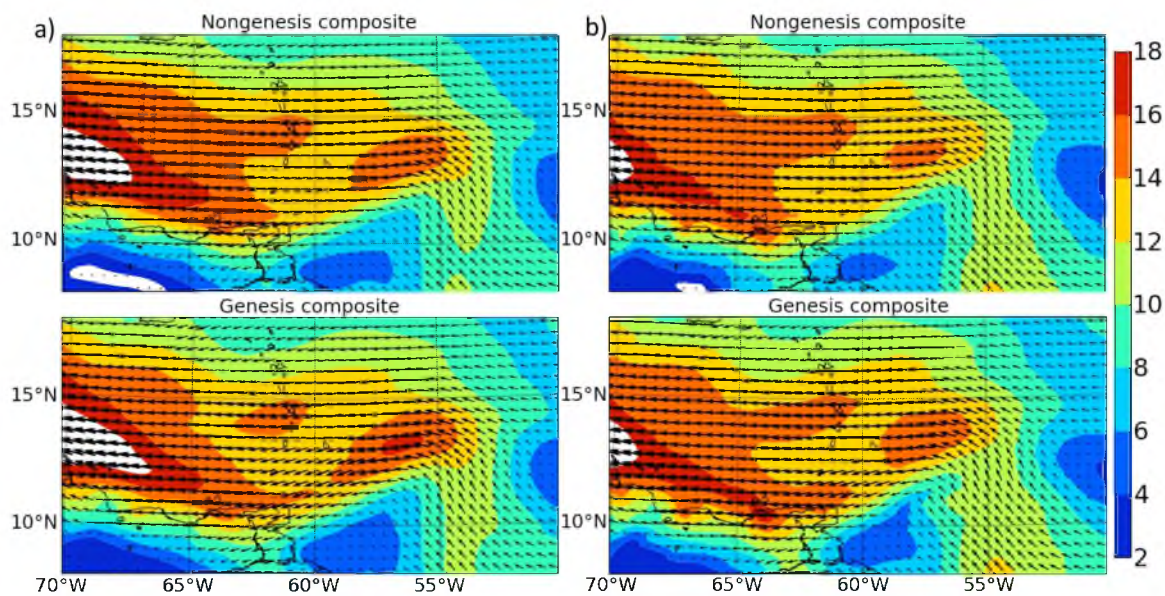 a) Nongenesis composite b) Nongenesis composite
18
15°N 15°N
16
14
10°N 10°N
12
Genesis composite Genesis composite
10
15°N 15°N
8
6
10°N 10°N
4
2
70°W 65°W 60°W 55°W 70°W 65°W 60°W 55°W